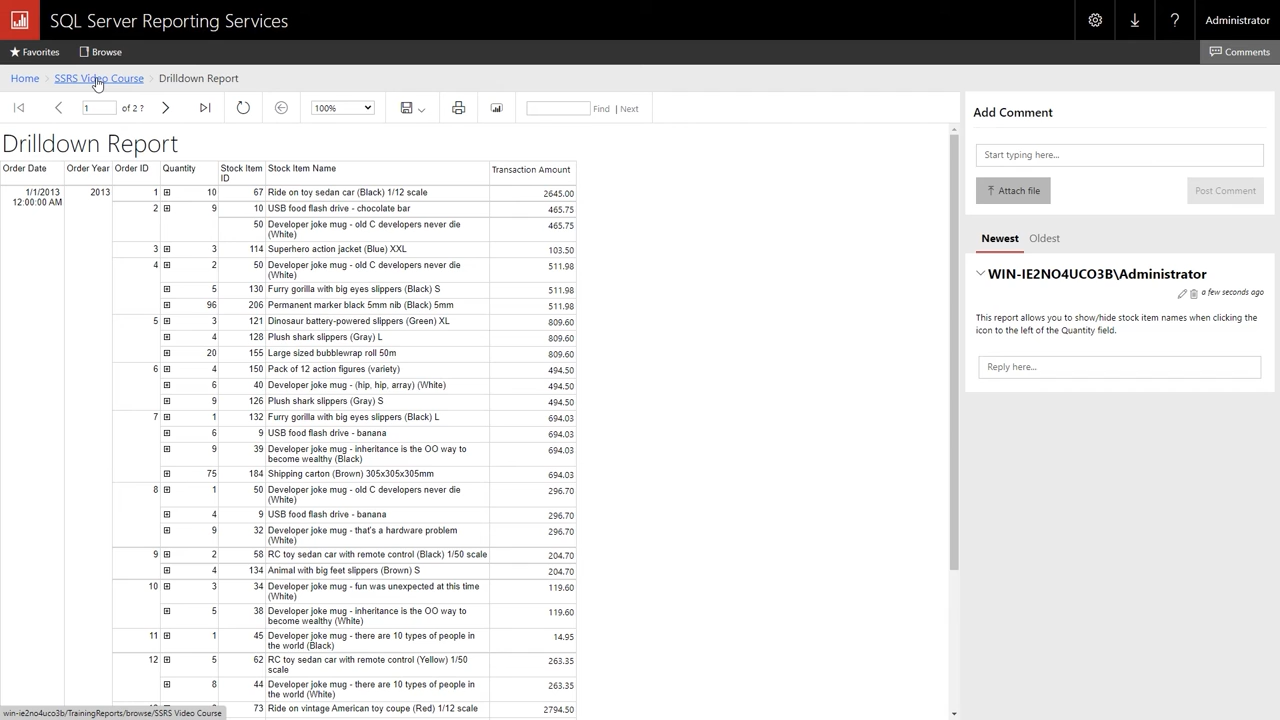 SQL Server Reporting Services
Administrator
Favorites Browse Comments
Home SSRS Video Course Drilldown Report
1 of 2 ? 100% Find | Next
Drilldown Report
Order Date Order Year Order ID Quantity Stock Item ID Stock Item Name Transaction Amount
1/1/2013 12:00:00 AM 2013 1 10 67 Ride on toy sedan car (Black) 1/12 scale 2645.00
2 9 10 USB food flash drive - chocolate bar 465.75
50 Developer joke mug - old C developers never die (White) 465.75
3 3 114 Superhero action jacket (Blue) XXL 103.50
4 2 50 Developer joke mug - old C developers never die (White) 511.98
5 130 Furry gorilla with big eyes slippers (Black) S 511.98
96 206 Permanent marker black 5mm nib (Black) 5mm 511.98
5 3 121 Dinosaur battery-powered slippers (Green) XL 809.60
4 128 Plush shark slippers (Gray) L 809.60
20 155 Large sized bubblewrap roll 50m 809.60
6 4 150 Pack of 12 action figures (variety) 494.50
6 40 Developer joke mug - (hip, hip, array) (White) 494.50
9 126 Plush shark slippers (Gray) S 494.50
7 1 132 Furry gorilla with big eyes slippers (Black) L 694.03
6 9 USB food flash drive - banana 694.03
9 39 Developer joke mug - inheritance is the OO way to become wealthy (Black) 694.03
75 184 Shipping carton (Brown) 305x305x305mm 694.03
8 1 50 Developer joke mug - old C developers never die (White) 296.70
4 9 USB food flash drive - banana 296.70
9 32 Developer joke mug - that's a hardware problem (White) 296.70
9 2 58 RC toy sedan car with remote control (Black) 1/50 scale 204.70
4 134 Animal with big feet slippers (Brown) S 204.70
10 3 34 Developer joke mug - fun was unexpected at this time (White) 119.60
5 38 Developer joke mug - inheritance is the OO way to become wealthy (White) 119.60
11 1 45 Developer joke mug - there are 10 types of people in the world (Black) 14.95
12 5 62 RC toy sedan car with remote control (Yellow) 1/50 scale 263.35
8 44 Developer joke mug - there are 10 types of people in the world (White) 263.35
73 Ride on vintage American toy coupe (Red) 1/12 scale 2794.50
win-ie2no4uco3b/TrainingReports/browse/SSRS Video Course
Add Comment
Start typing here...
Attach file Post Comment
Newest Oldest
WIN-IE2NO4UCO3B\Administrator
a few seconds ago
This report allows you to show/hide stock item names when clicking the
icon to the left of the Quantity field.
Reply here...